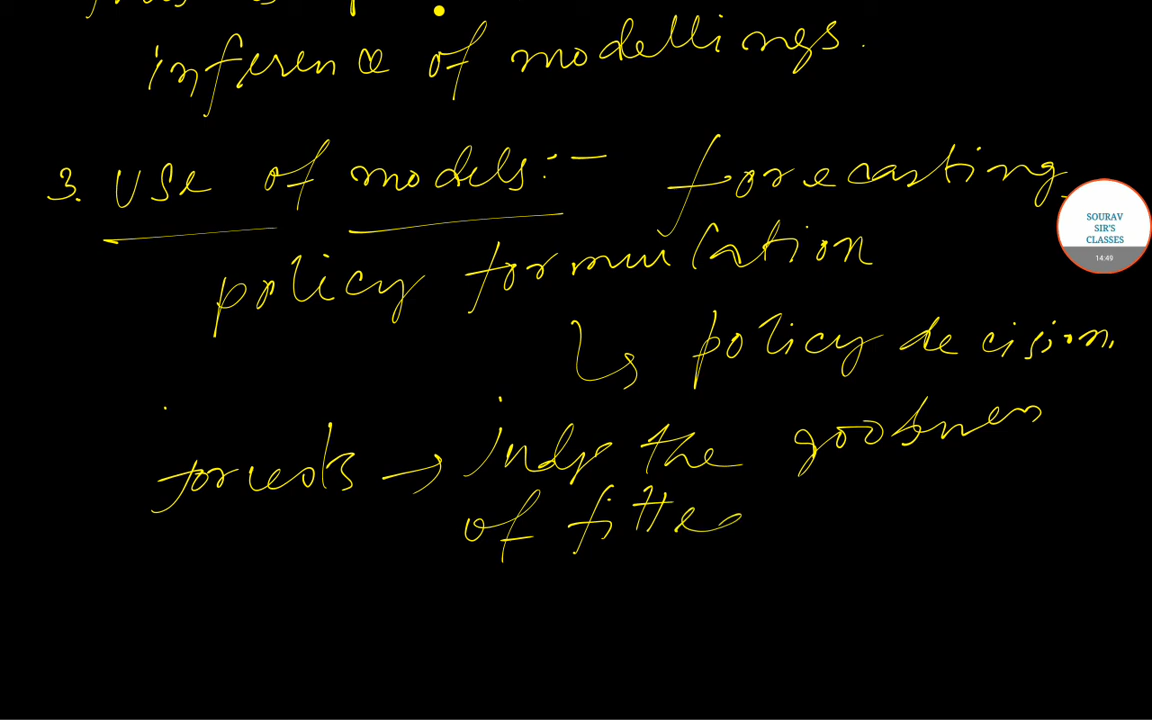 inference of modellings.
3. Use of models:- forecasting,
policy formulation
↳ policy decision.
forecasts → judge the goodness
of fitte
SOURAV
SIR'S
CLASSES
14:49